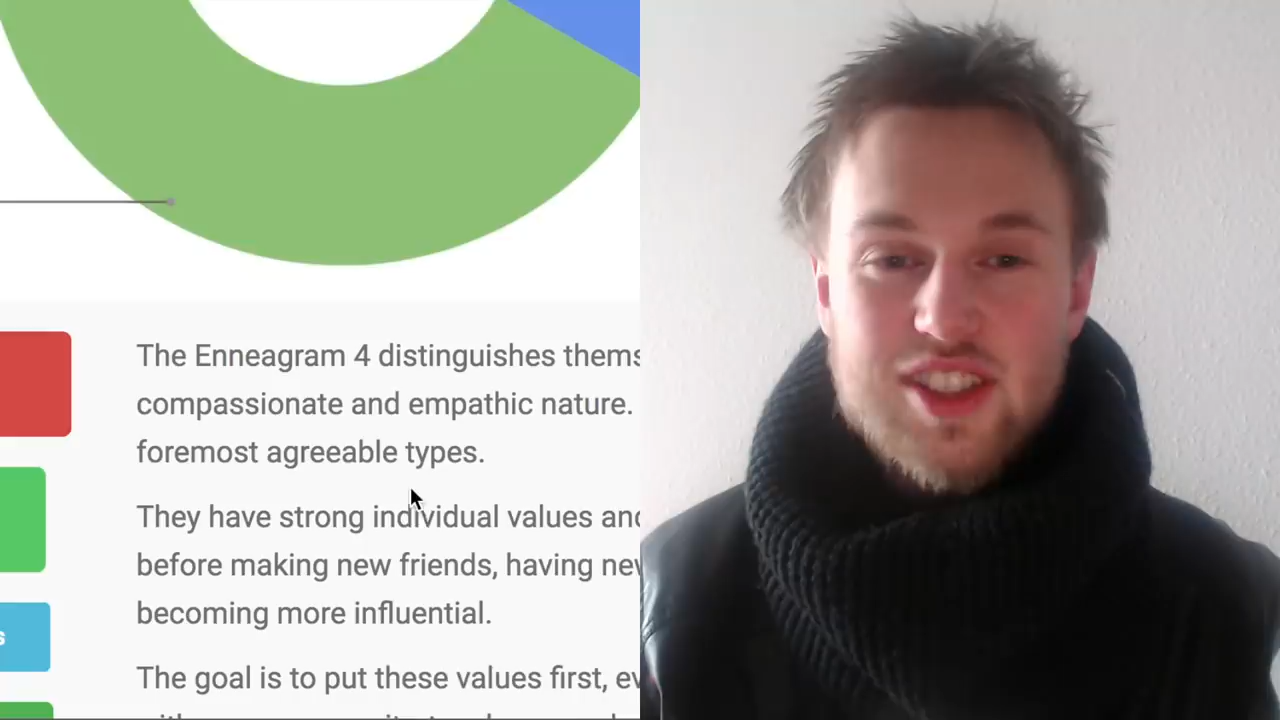 The Enneagram 4 distinguishes thems
compassionate and empathic nature.
foremost agreeable types.
They have strong individual values and
before making new friends, having new
s
becoming more influential.
The goal is to put these values first, ev